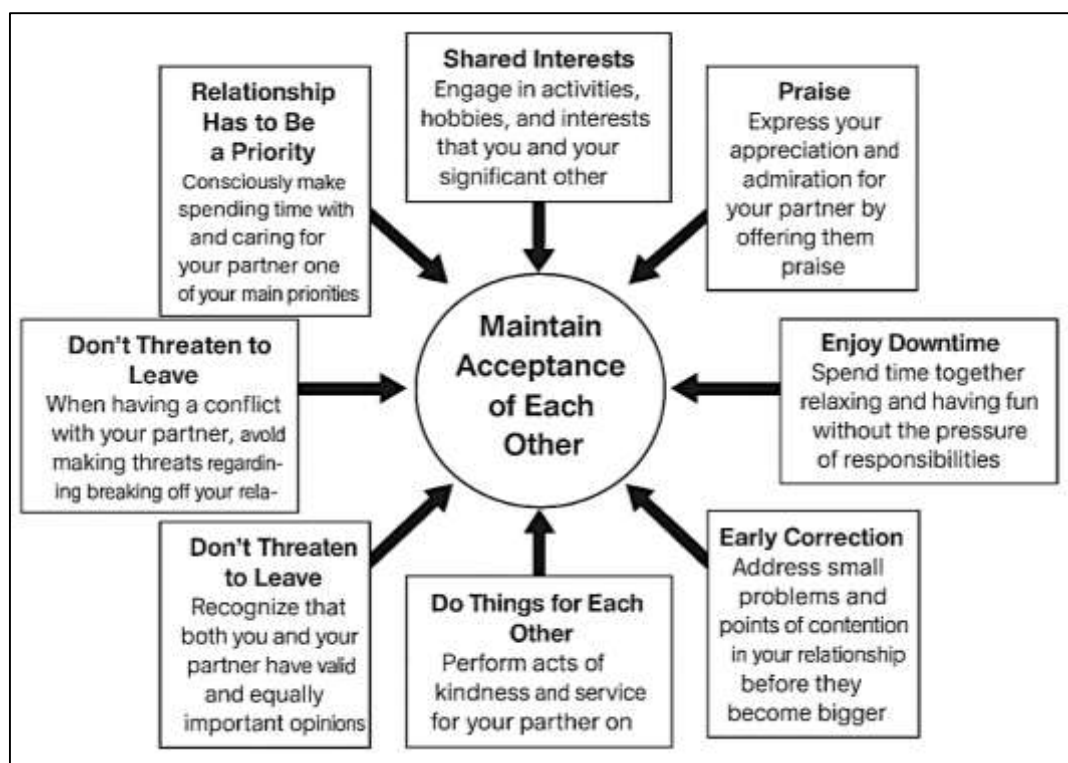 Shared Interests
Engage in activities,
hobbies, and interests
that you and your
significant other
Relationship
Has to Be
a Priority
Consciously make
spending time with
and caring for
your partner one
of your main priorities
Praise
Express your
appreciation and
admiration for
your partner by
offering them
praise
Don't Threaten to
Leave
When having a conflict
with your partner, avoid
making threats regardin-
ing breaking off your rela-
Maintain
Acceptance
of Each
Other
Enjoy Downtime
Spend time together
relaxing and having fun
without the pressure
of responsibilities
Don't Threaten
to Leave
Recognize that
both you and your
partner have valid
and equally
important opinions
Do Things for Each
Other
Perform acts of
kindness and service
for your parther on
Early Correction
Address small
problems and
points of contention
in your relationship
before they
become bigger